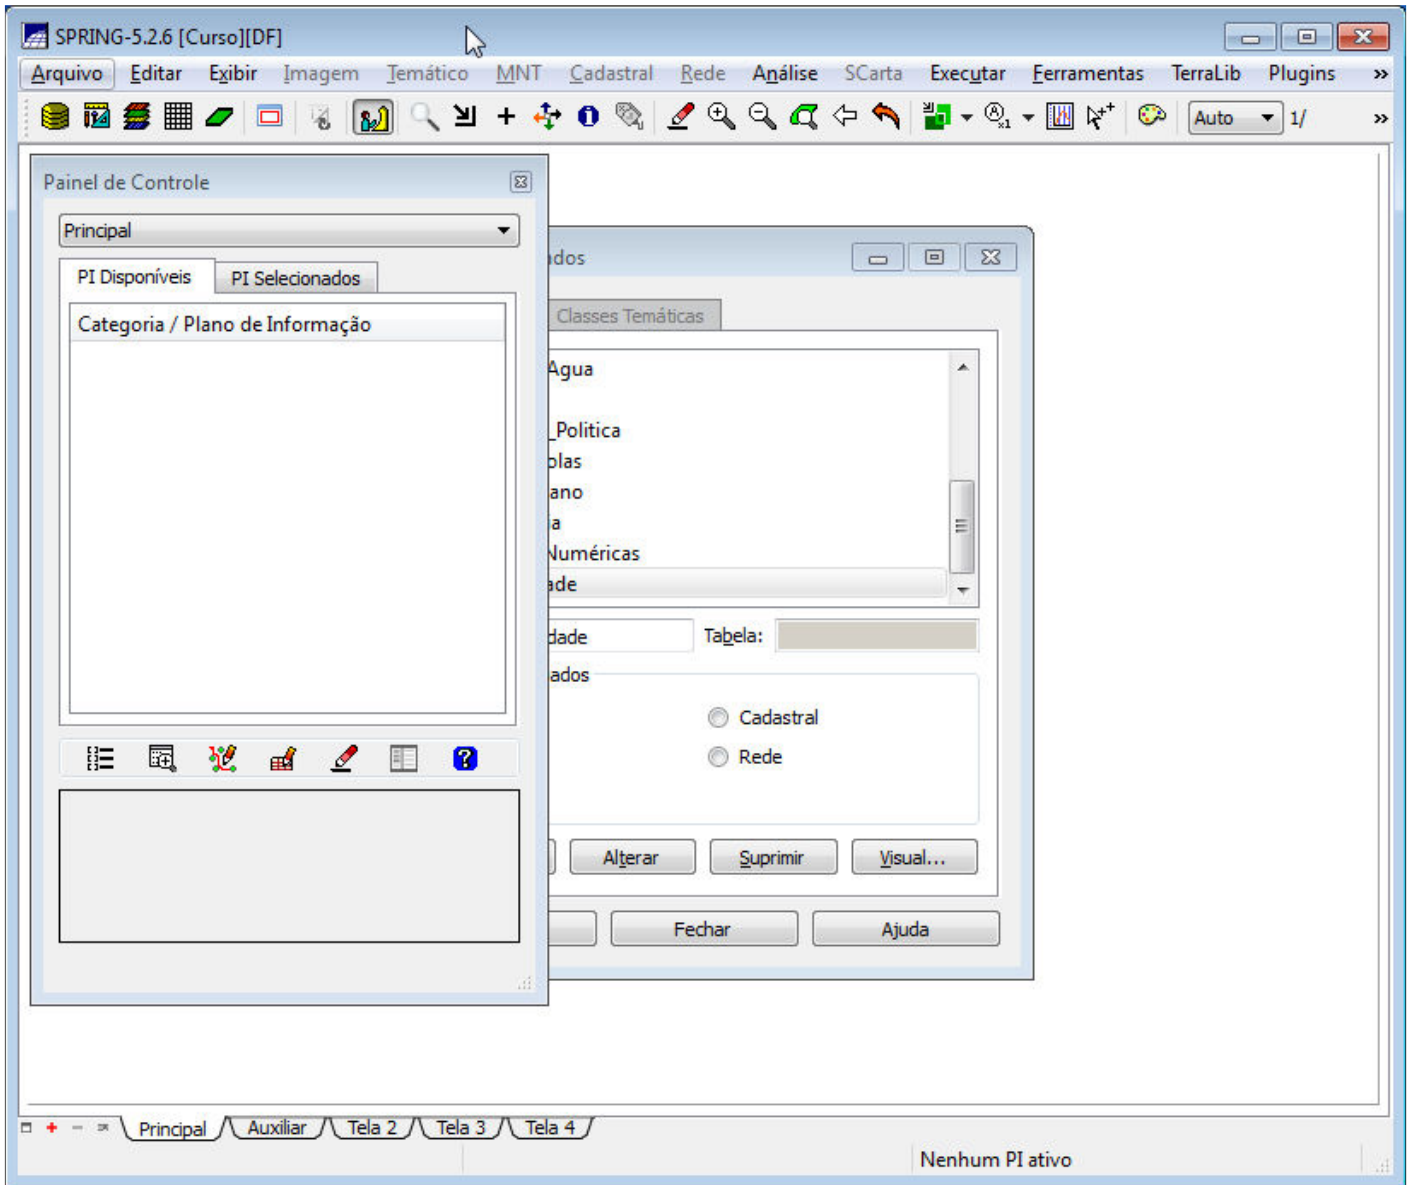 SPRING-5.2.6 [Curso][DF]
Arquivo Editar Exibir Imagem Temático MNT Cadastral Rede Análise SCarta Executar Ferramentas TerraLib Plugins »
Auto 1/ »
Painel de Controle
Principal
PI Disponíveis PI Selecionados
Categoria / Plano de Informação
ados
Classes Temáticas
Agua
_Politica
olas
ano
ia
Numéricas
ade
dade Tabela:
ados
Cadastral
Rede
Alterar Suprimir Visual...
Fechar Ajuda
Principal Auxiliar Tela 2 Tela 3 Tela 4
Nenhum PI ativo